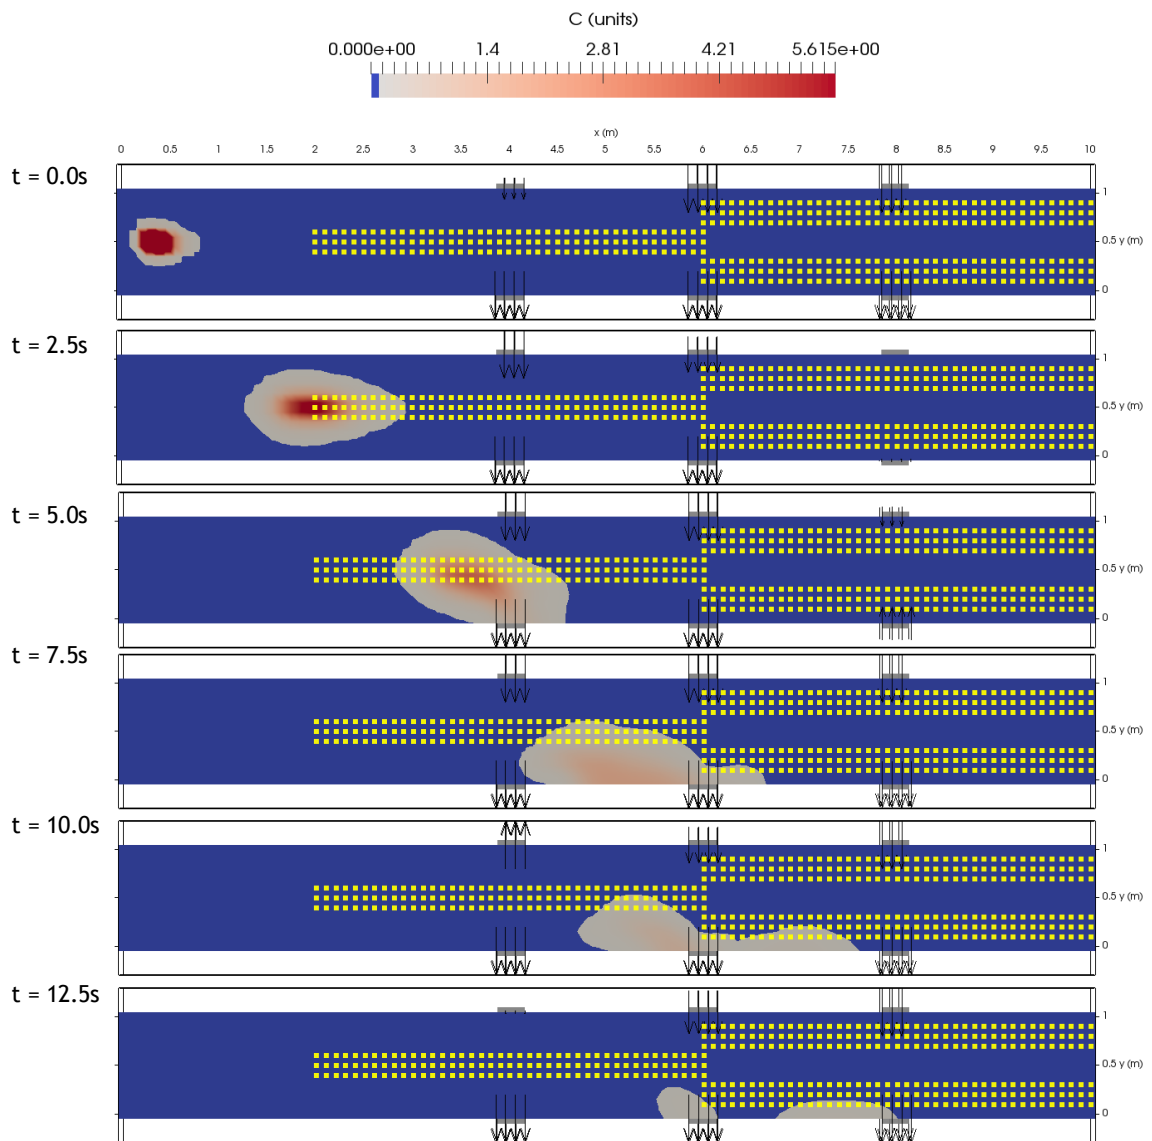 C (units)
0.000e+00 1.4 2.81 4.21 5.615e+00
x (m)
0 0.5 1 1.5 2 2.5 3 3.5 4 4.5 5 5.5 6 6.5 7 7.5 8 8.5 9 9.5 10
t = 0.0s
1
0.5 y (m)
0
t = 2.5s
1
0.5 y (m)
0
t = 5.0s
1
0.5 y (m)
0
t = 7.5s
1
0.5 y (m)
0
t = 10.0s
1
0.5 y (m)
0
t = 12.5s
1
0.5 y (m)
0